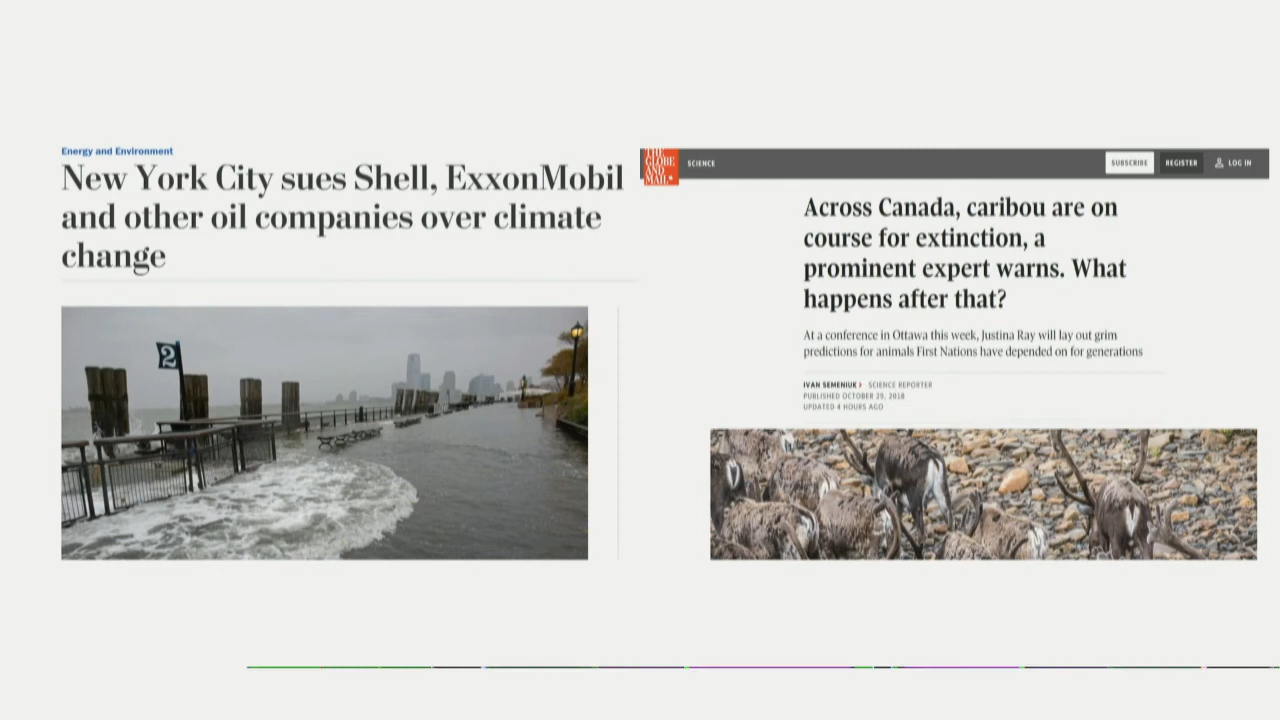 Energy and Environment
New York City sues Shell, ExxonMobil
and other oil companies over climate
change
2
THE
GLOBE
AND
MAIL
SCIENCE
SUBSCRIBE
REGISTER
LOG IN
Across Canada, caribou are on
course for extinction, a
prominent expert warns. What
happens after that?
At a conference in Ottawa this week, Justina Ray will lay out grim
predictions for animals First Nations have depended on for generations
IVAN SEMENIUK › SCIENCE REPORTER
PUBLISHED OCTOBER 29, 2018
UPDATED 4 HOURS AGO